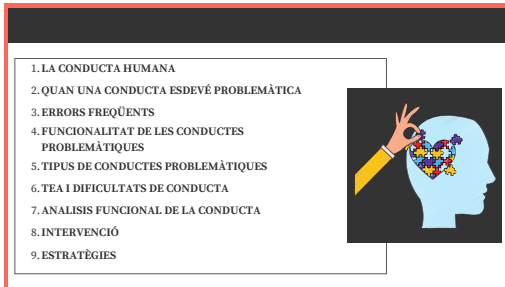 1. LA CONDUCTA HUMANA
2. QUAN UNA CONDUCTA ESDEVÉ PROBLEMÀTICA
3. ERRORS FREQÜENTS
4. FUNCIONALITAT DE LES CONDUCTES
PROBLEMÀTIQUES
5. TIPUS DE CONDUCTES PROBLEMÀTIQUES
6. TEA I DIFICULTATS DE CONDUCTA
7. ANALISIS FUNCIONAL DE LA CONDUCTA
8. INTERVENCIÓ
9. ESTRATÈGIES